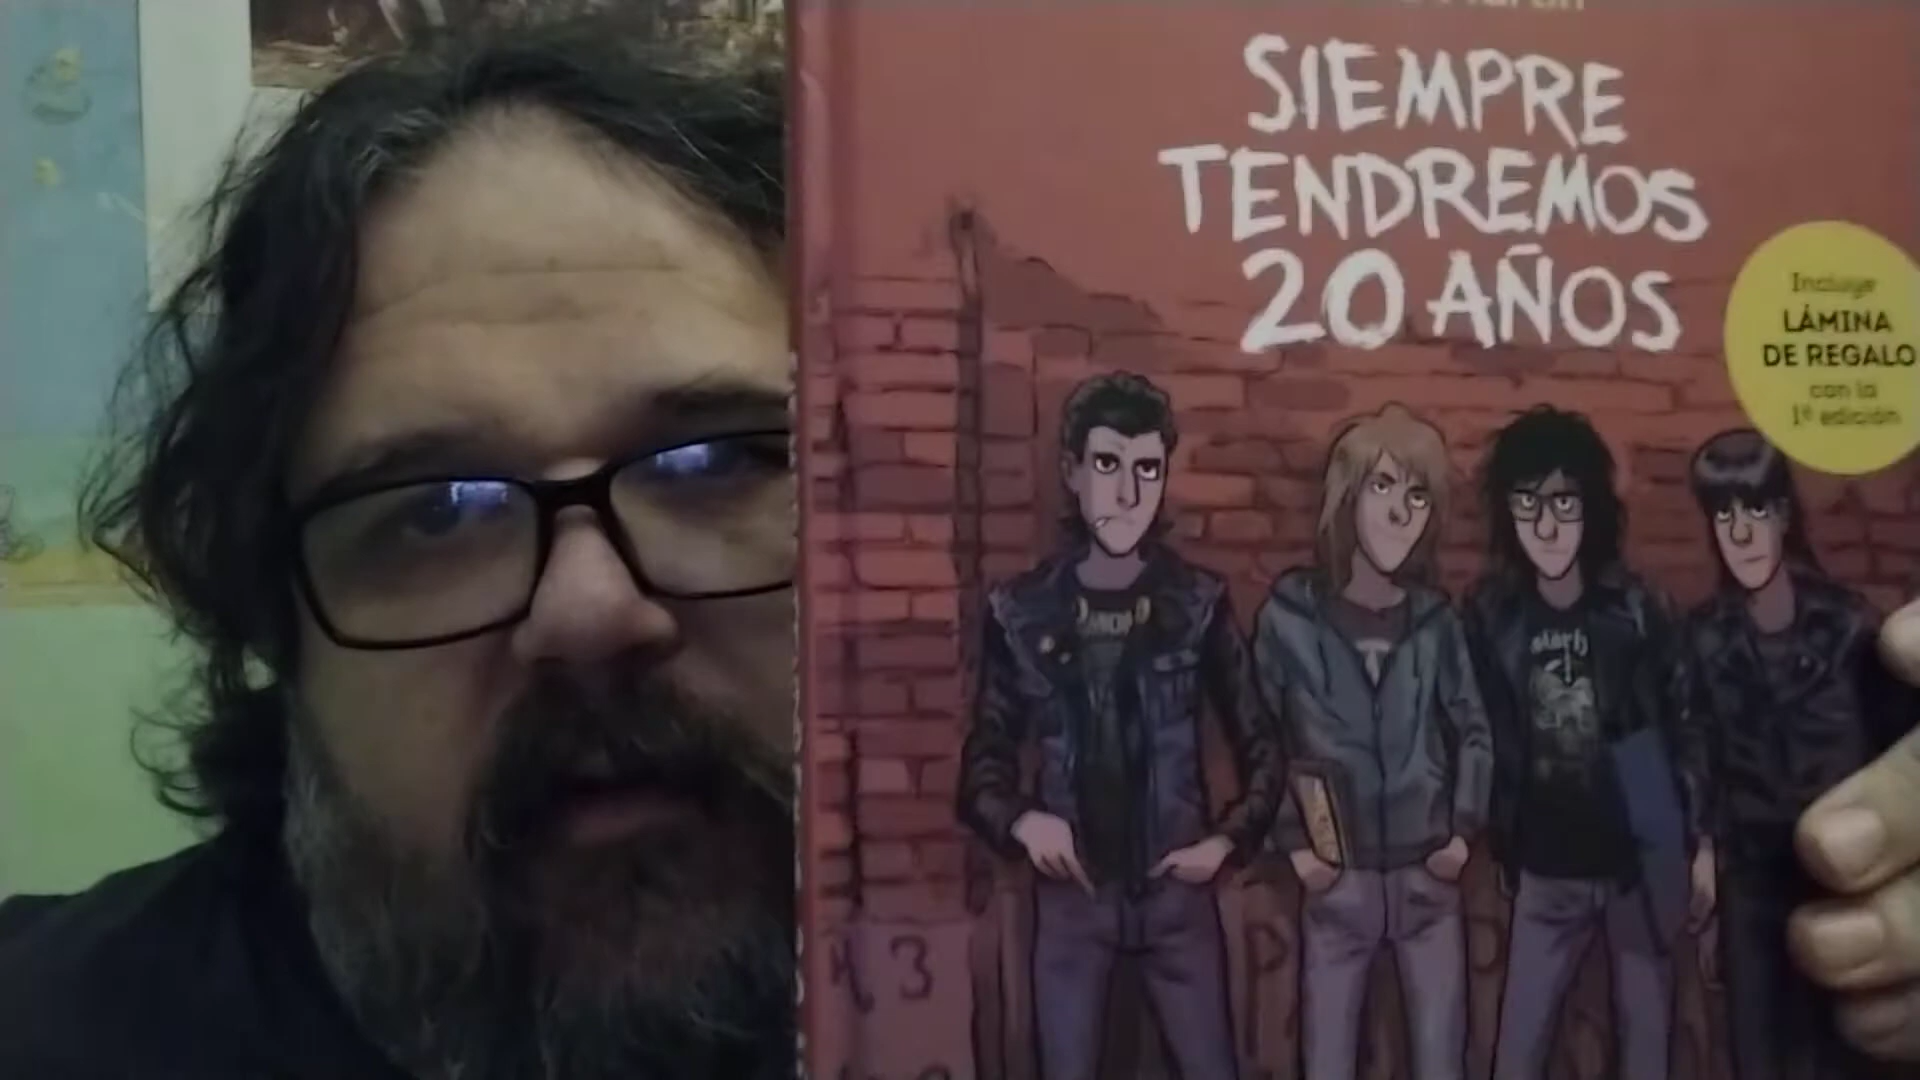 SIEMPRE
TENDREMOS
20 AÑOS
Incluye
LÁMINA
DE REGALO
con la
1ª edición